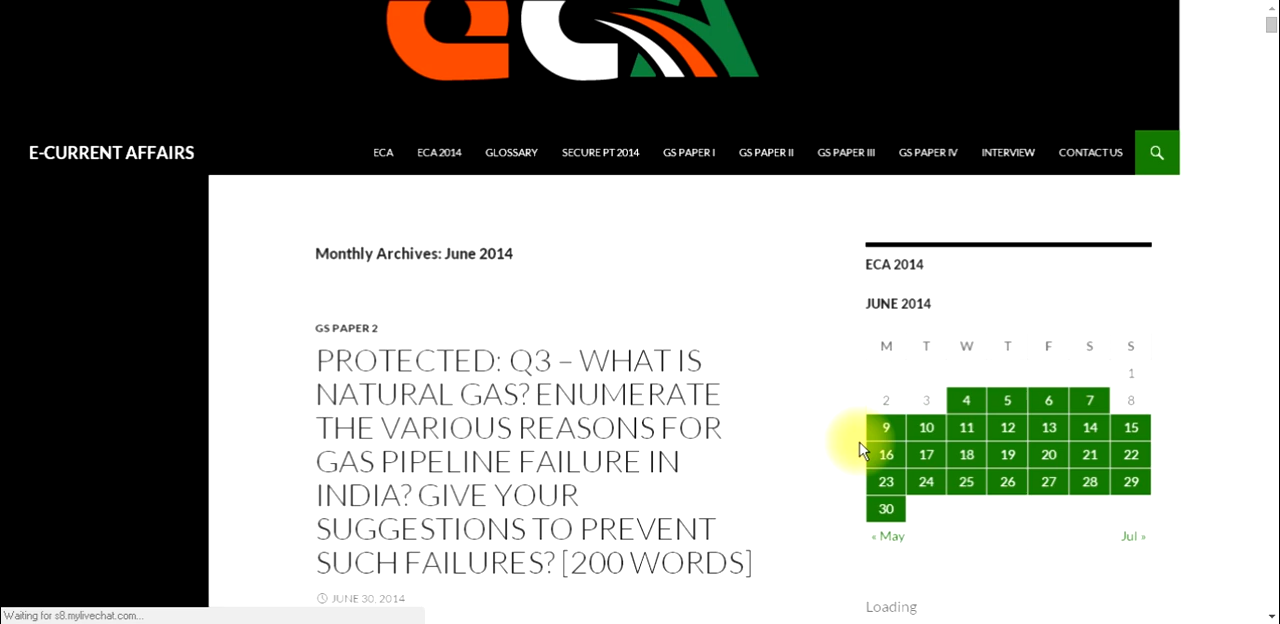 eCA
E-CURRENT AFFAIRS
ECA ECA 2014 GLOSSARY SECURE PT 2014 GS PAPER I GS PAPER II GS PAPER III GS PAPER IV INTERVIEW CONTACT US
Monthly Archives: June 2014
GS PAPER 2
PROTECTED: Q3 – WHAT IS
NATURAL GAS? ENUMERATE
THE VARIOUS REASONS FOR
GAS PIPELINE FAILURE IN
INDIA? GIVE YOUR
SUGGESTIONS TO PREVENT
SUCH FAILURES? [200 WORDS]
JUNE 30, 2014
ECA 2014
JUNE 2014
M T W T F S S
1
2 3 4 5 6 7 8
9 10 11 12 13 14 15
16 17 18 19 20 21 22
23 24 25 26 27 28 29
30
« May Jul »
Loading
Waiting for s8.mylivechat.com...